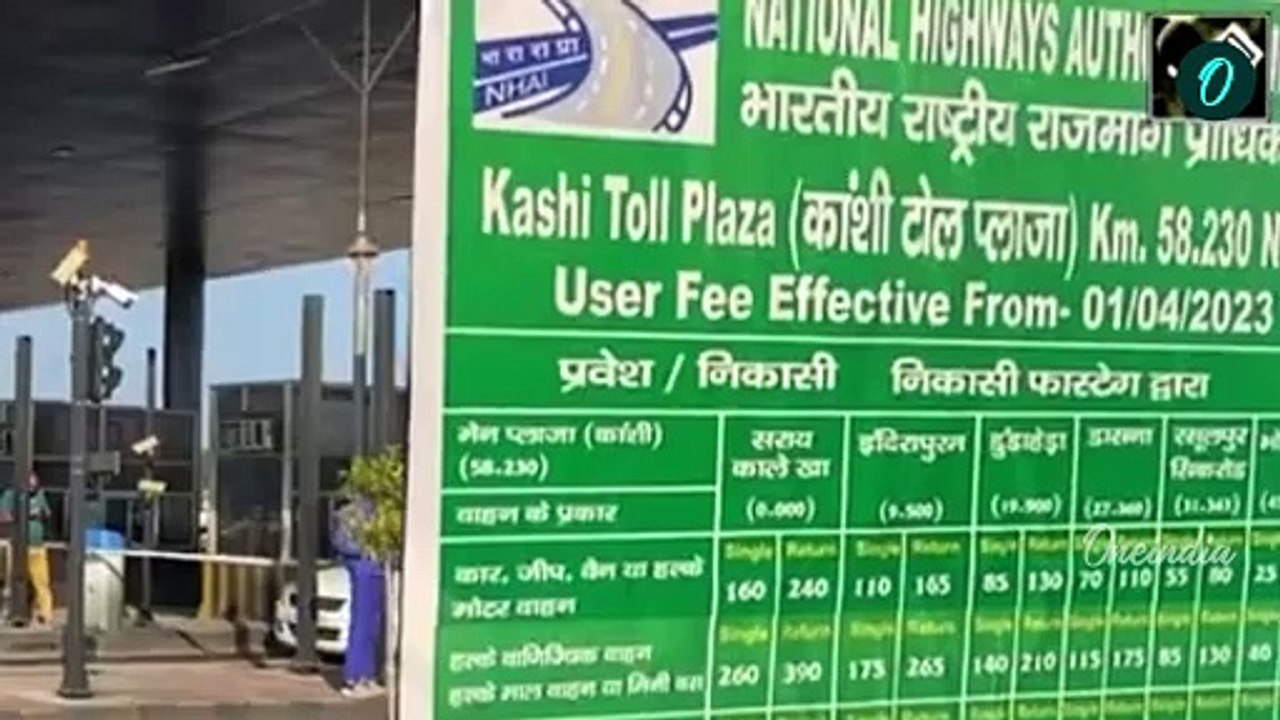 भा रा रा प्रा
NHAI
NATIONAL HIGHWAYS
भारतीय राष्ट्रीय राजमार्ग
Kashi Toll Plaza (कांशी टोल प्लाजा) Km. 58.230
User Fee Effective From- 01/04/2023
प्रवेश / निकासी निकासी फास्टेग द्वारा
मेन प्लाजा (कांशी) (58.230) सराय काले खा (0.000) इंदिरापुरम (9.500) डुंडाहेड़ा (19.900) डासना (27.360) रसूलपुर सिकरोड (31.363)
वाहन के प्रकार
Single Return Single Return Single Return Single Return Single Return Single
कार, जीप, वैन या हल्के मोटर वाहन 160 240 110 165 85 130 70 110 55 80 25
Single Return Single Return Single Return Single Return Single Return Single
हल्के वाणिज्यिक वाहन हल्के माल वाहन या मिनी बस 260 390 175 265 140 210 115 175 85 130 40
Oneindia